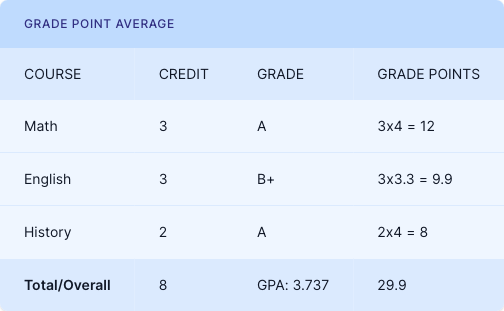 GRADE POINT AVERAGE
COURSE CREDIT GRADE GRADE POINTS
Math 3 A 3x4 = 12
English 3 B+ 3x3.3 = 9.9
History 2 A 2x4 = 8
Total/Overall 8 GPA: 3.737 29.9